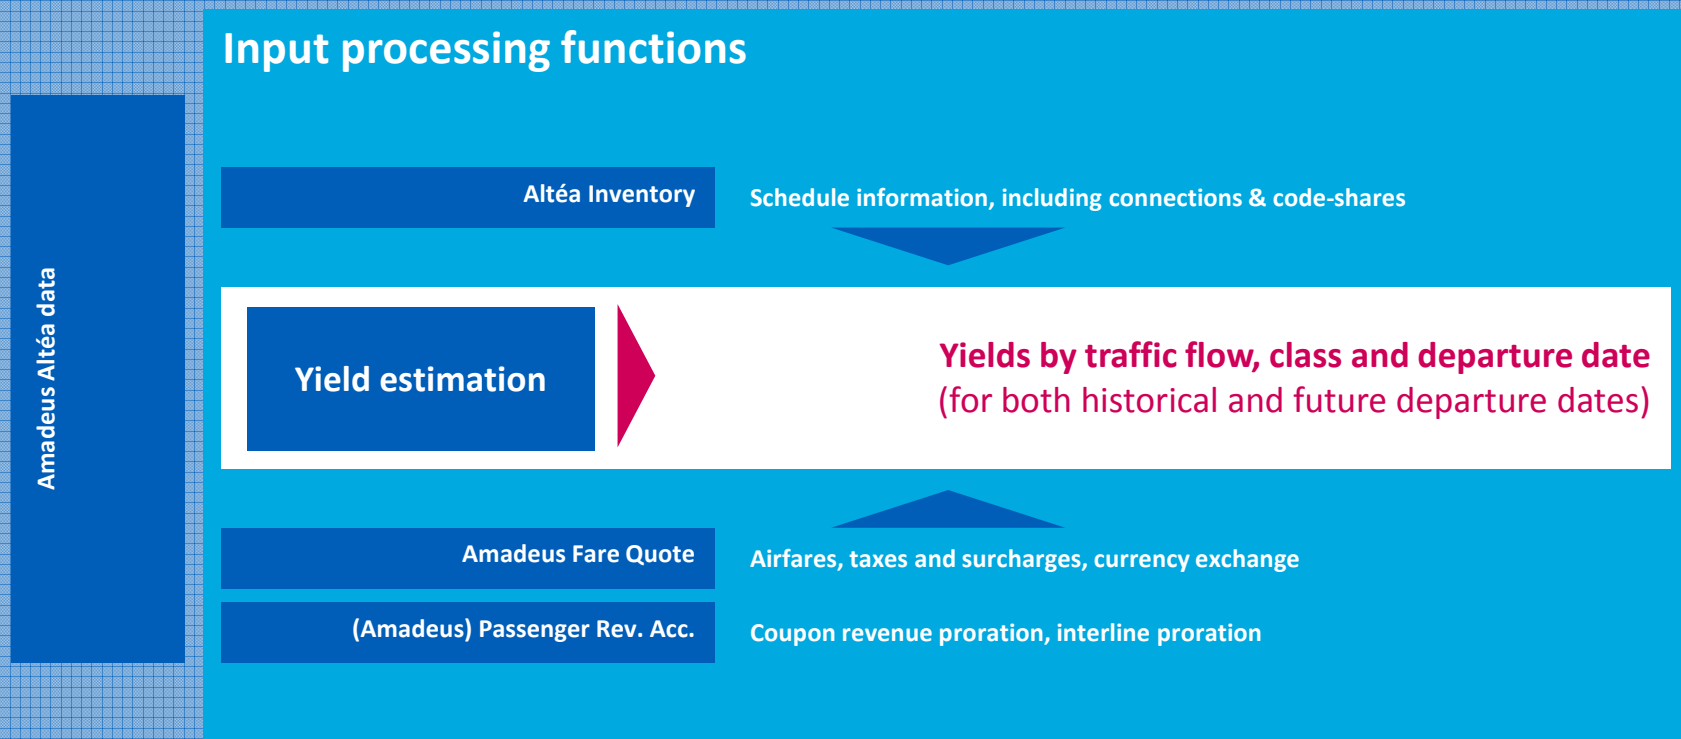 Input processing functions
Amadeus Altéa data
Altéa Inventory
Schedule information, including connections & code-shares
Yield estimation
Yields by traffic flow, class and departure date
(for both historical and future departure dates)
Amadeus Fare Quote
Airfares, taxes and surcharges, currency exchange
(Amadeus) Passenger Rev. Acc.
Coupon revenue proration, interline proration